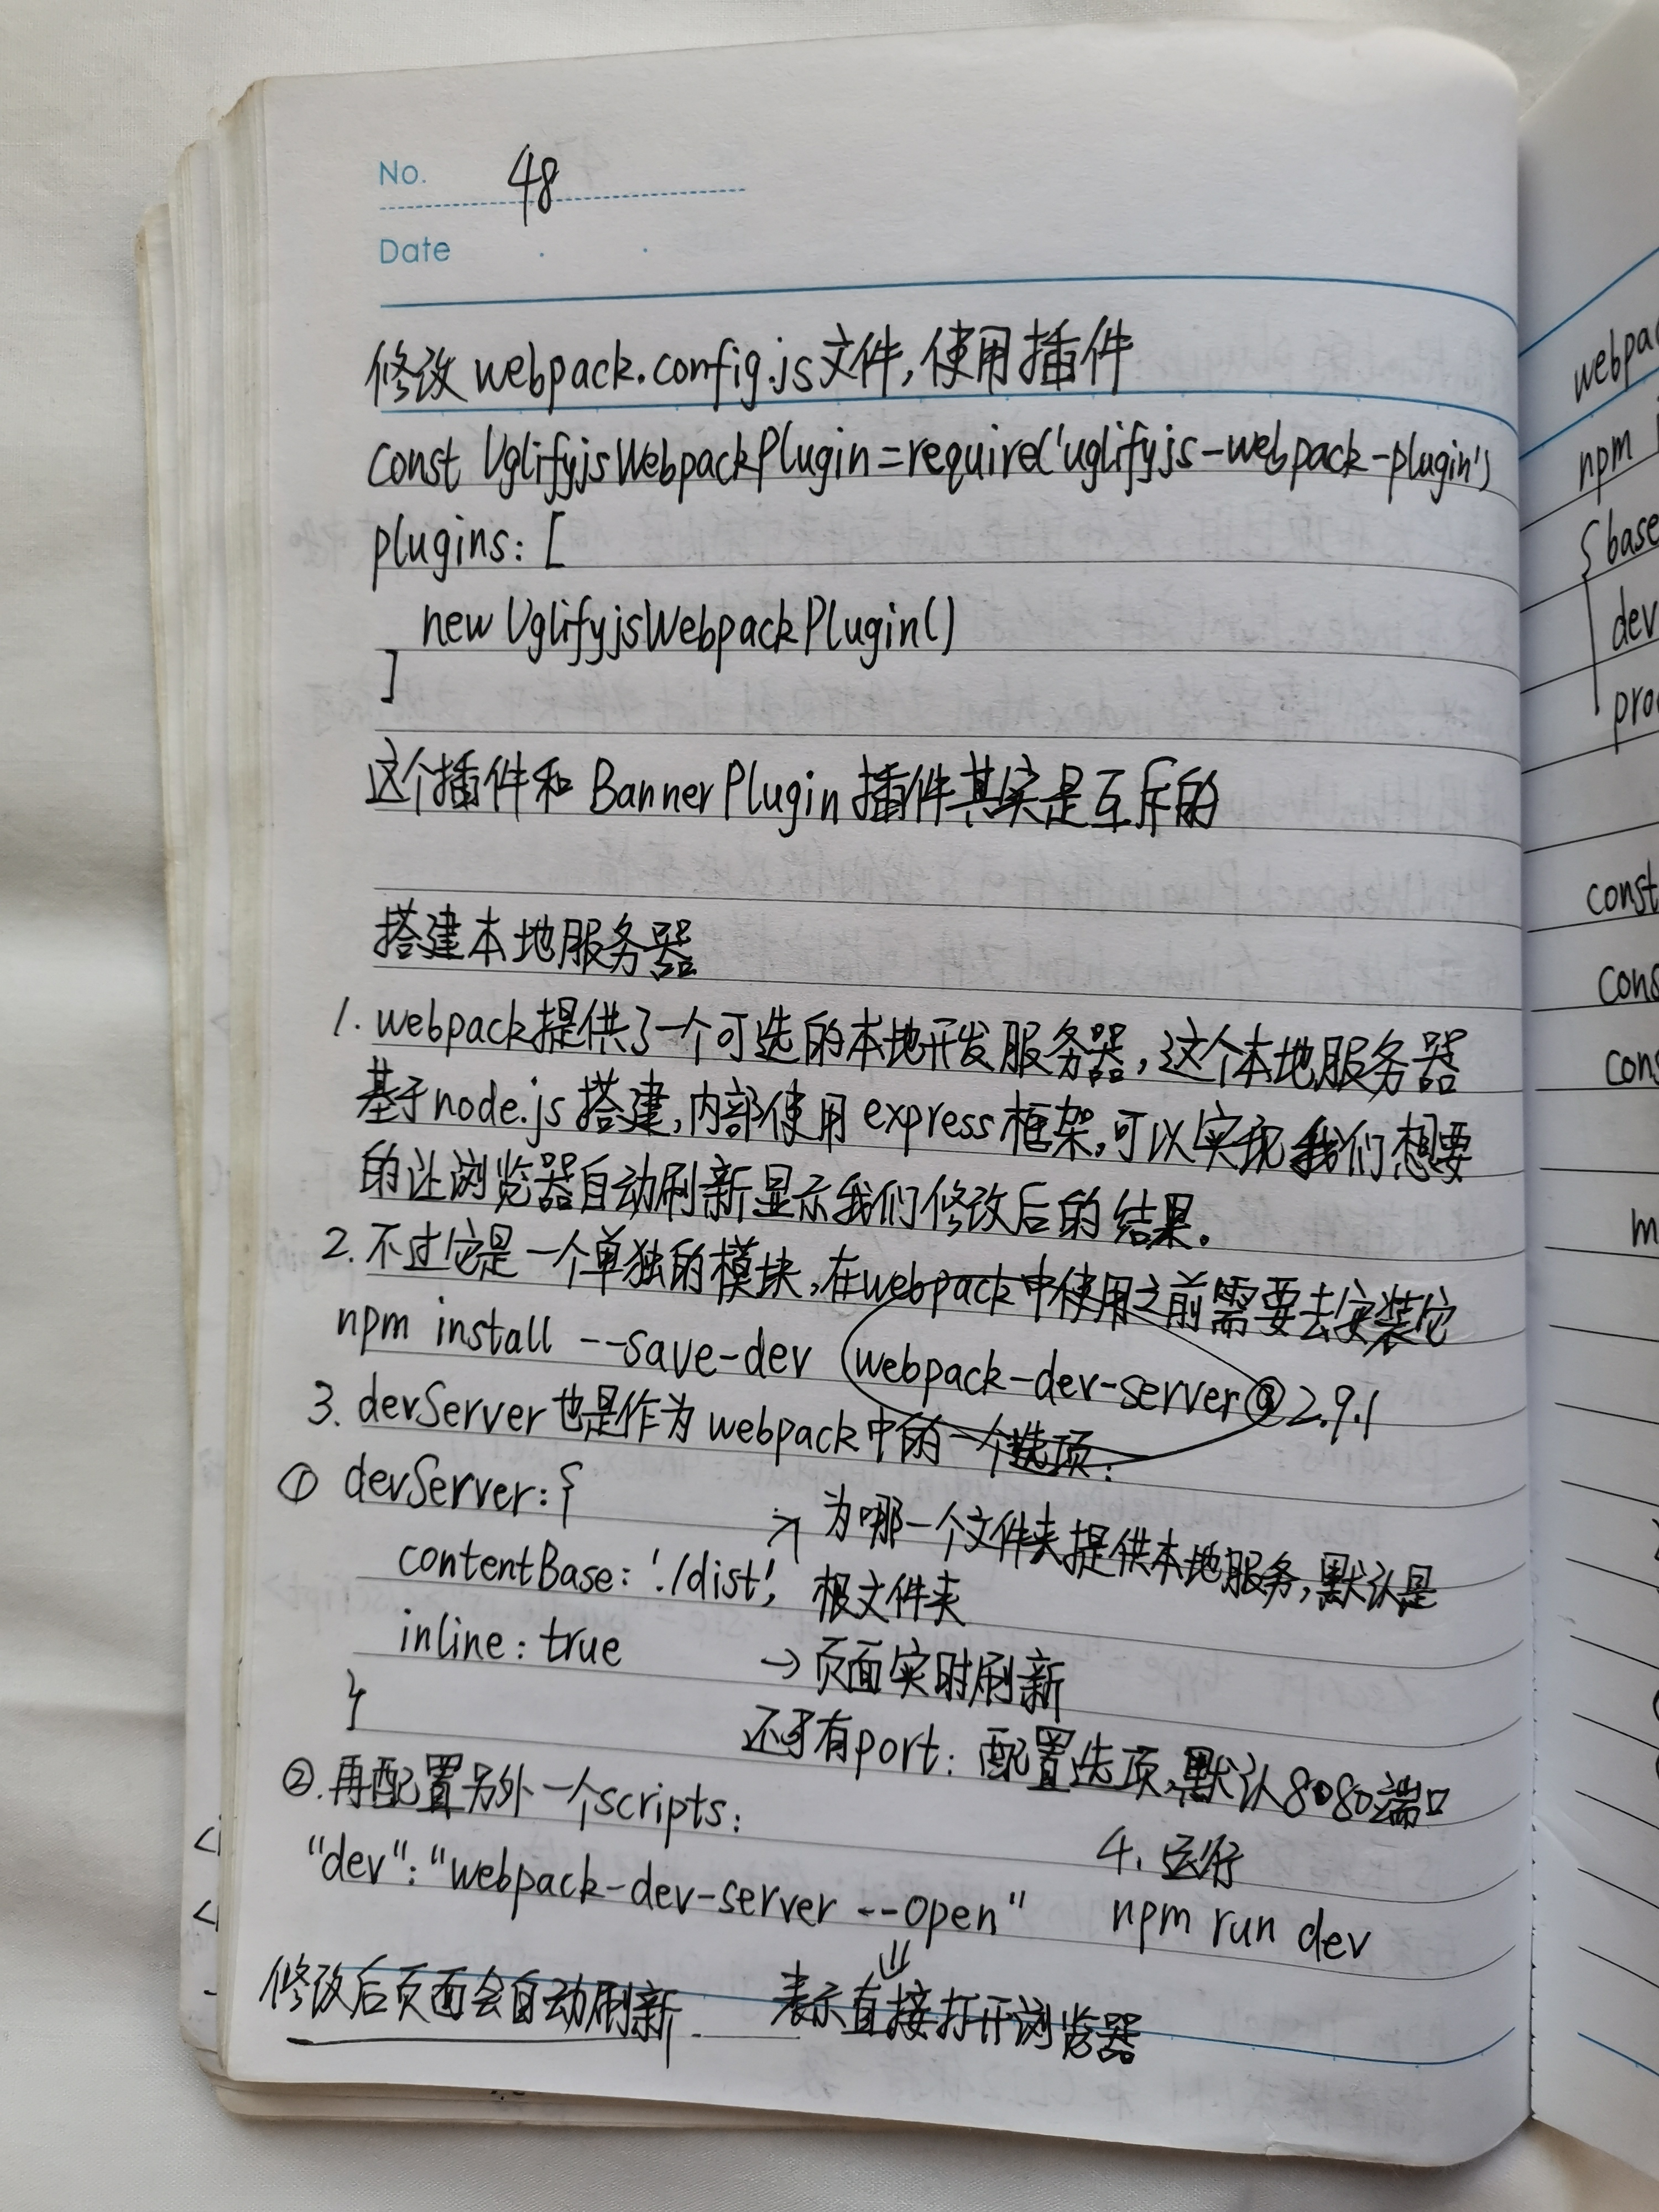 No. 48
Date
修改webpack.config.js文件,使用插件
const UglifyjsWebpackPlugin=require('uglifyjs-webpack-plugin')
plugins: [
new UglifyjsWebpackPlugin()
]
这个插件和BannerPlugin插件其实是互斥的
搭建本地服务器
1. webpack提供了一个可选的本地开发服务器,这个本地服务器
基于node.js搭建,内部使用express框架,可以实现我们想要
的让浏览器自动刷新显示我们修改后的结果.
2. 不过它是一个单独的模块,在webpack中使用之前需要去安装它
npm install --save-dev webpack-dev-server@2.9.1
3. devServer也是作为webpack中的一个选项:
① devServer:{
→ 为哪一个文件夹提供本地服务,默认是
contentBase: './dist', 根文件夹
inline: true → 页面实时刷新
}
还有port: 配置选项,默认8080端口
②.再配置另外一个scripts:
4. 运行
"dev": "webpack-dev-server --open" npm run dev
修改后页面会自动刷新 表示直接打开浏览器
webpa
npm i
{base
dev
pro
const
cons
cons
m